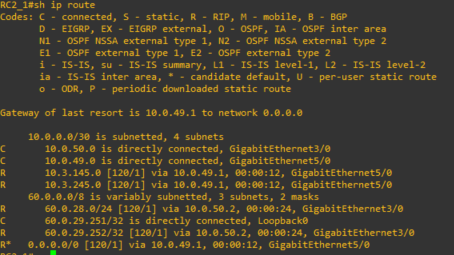 RC2_1#sh ip route
Codes: C - connected, S - static, R - RIP, M - mobile, B - BGP
D - EIGRP, EX - EIGRP external, O - OSPF, IA - OSPF inter area
N1 - OSPF NSSA external type 1, N2 - OSPF NSSA external type 2
E1 - OSPF external type 1, E2 - OSPF external type 2
i - IS-IS, su - IS-IS summary, L1 - IS-IS level-1, L2 - IS-IS level-2
ia - IS-IS inter area, * - candidate default, U - per-user static route
o - ODR, P - periodic downloaded static route
Gateway of last resort is 10.0.49.1 to network 0.0.0.0
10.0.0.0/30 is subnetted, 4 subnets
C 10.0.50.0 is directly connected, GigabitEthernet3/0
C 10.0.49.0 is directly connected, GigabitEthernet5/0
R 10.3.145.0 [120/1] via 10.0.49.1, 00:00:12, GigabitEthernet5/0
R 10.3.245.0 [120/1] via 10.0.49.1, 00:00:12, GigabitEthernet5/0
60.0.0.0/8 is variably subnetted, 3 subnets, 2 masks
R 60.0.28.0/24 [120/1] via 10.0.50.2, 00:00:24, GigabitEthernet3/0
C 60.0.29.251/32 is directly connected, Loopback0
R 60.0.29.252/32 [120/1] via 10.0.50.2, 00:00:24, GigabitEthernet3/0
R* 0.0.0.0/0 [120/1] via 10.0.49.1, 00:00:12, GigabitEthernet5/0